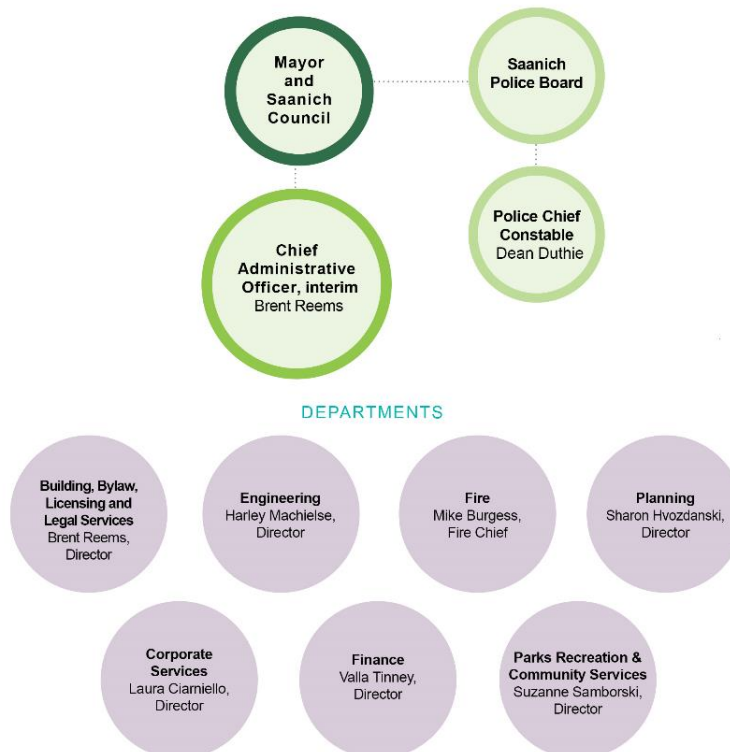 Mayor
and
Saanich
Council
Saanich
Police Board
Police Chief
Constable
Dean Duthie
Chief
Administrative
Officer, interim
Brent Reems
DEPARTMENTS
Building, Bylaw,
Licensing and
Legal Services
Brent Reems,
Director
Engineering
Harley Machielse,
Director
Fire
Mike Burgess,
Fire Chief
Planning
Sharon Hvozdanski,
Director
Corporate
Services
Laura Ciarniello,
Director
Finance
Valla Tinney,
Director
Parks Recreation &
Community Services
Suzanne Samborski,
Director